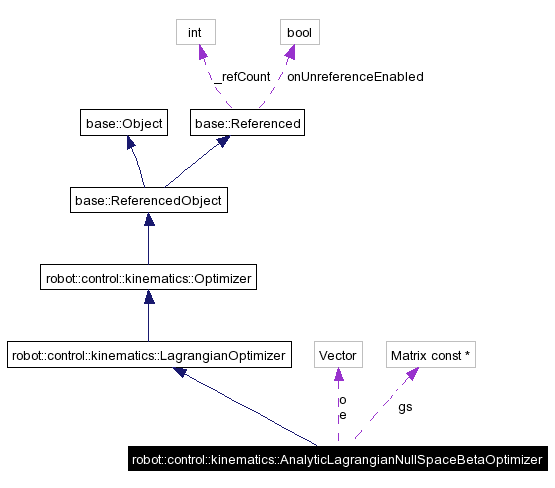 int
bool
_refCount
onUnreferenceEnabled
base::Object
base::Referenced
base::ReferencedObject
robot::control::kinematics::Optimizer
robot::control::kinematics::LagrangianOptimizer
Vector
Matrix const *
o
e
gs
robot::control::kinematics::AnalyticLagrangianNullSpaceBetaOptimizer